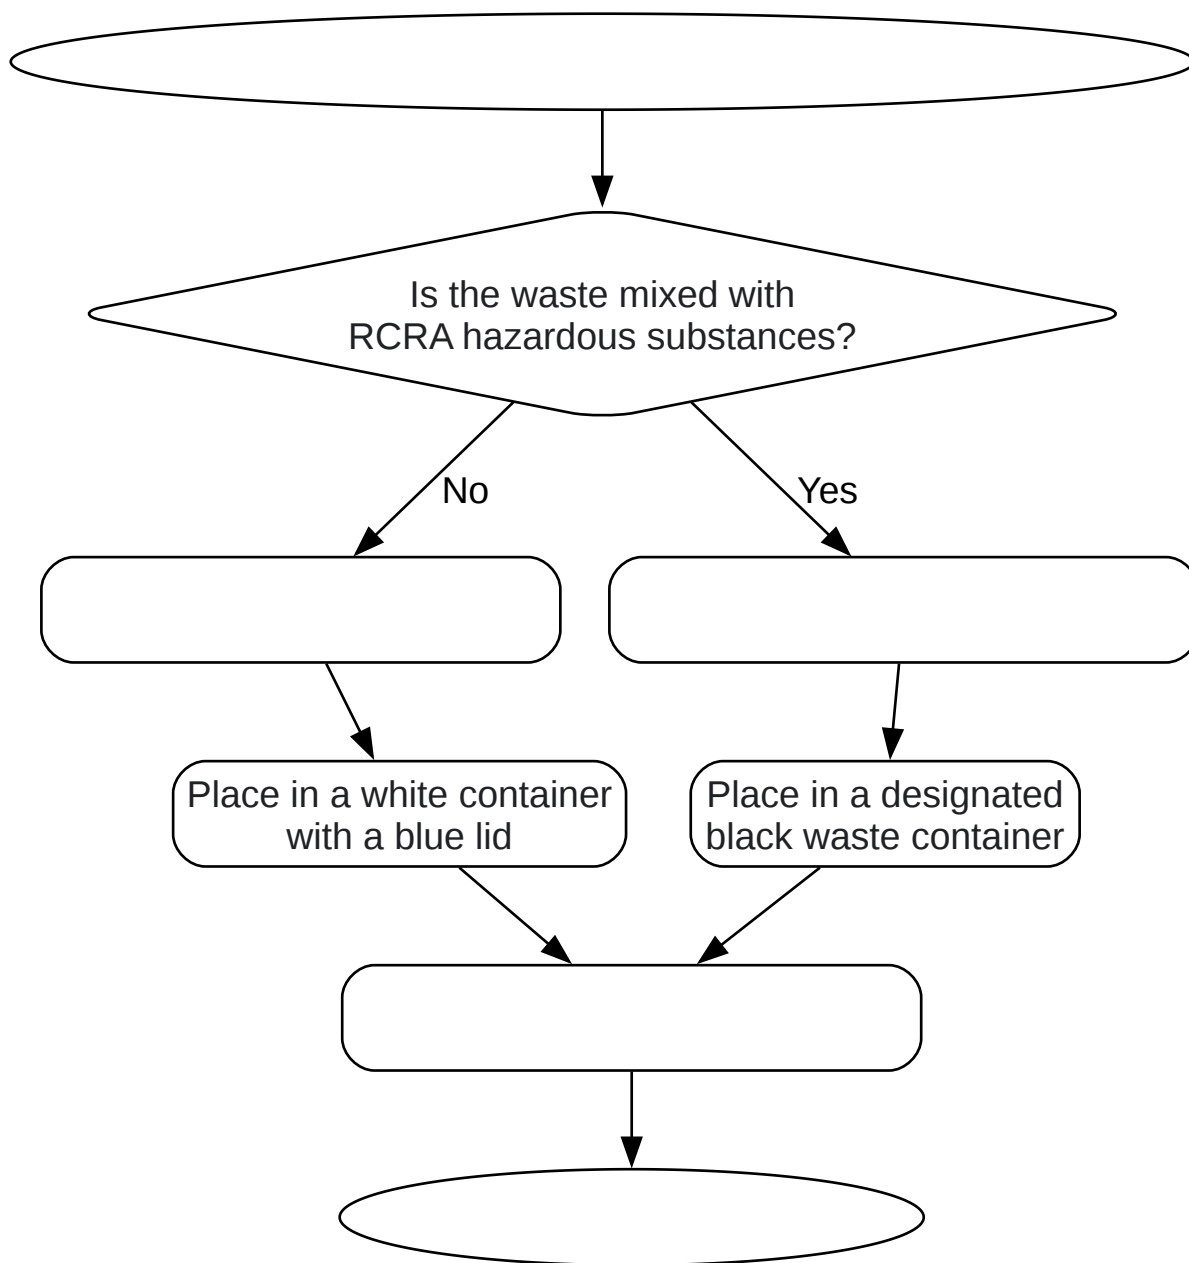 Is the waste mixed with
RCRA hazardous substances?
No
Yes
Place in a white container
with a blue lid
Place in a designated
black waste container